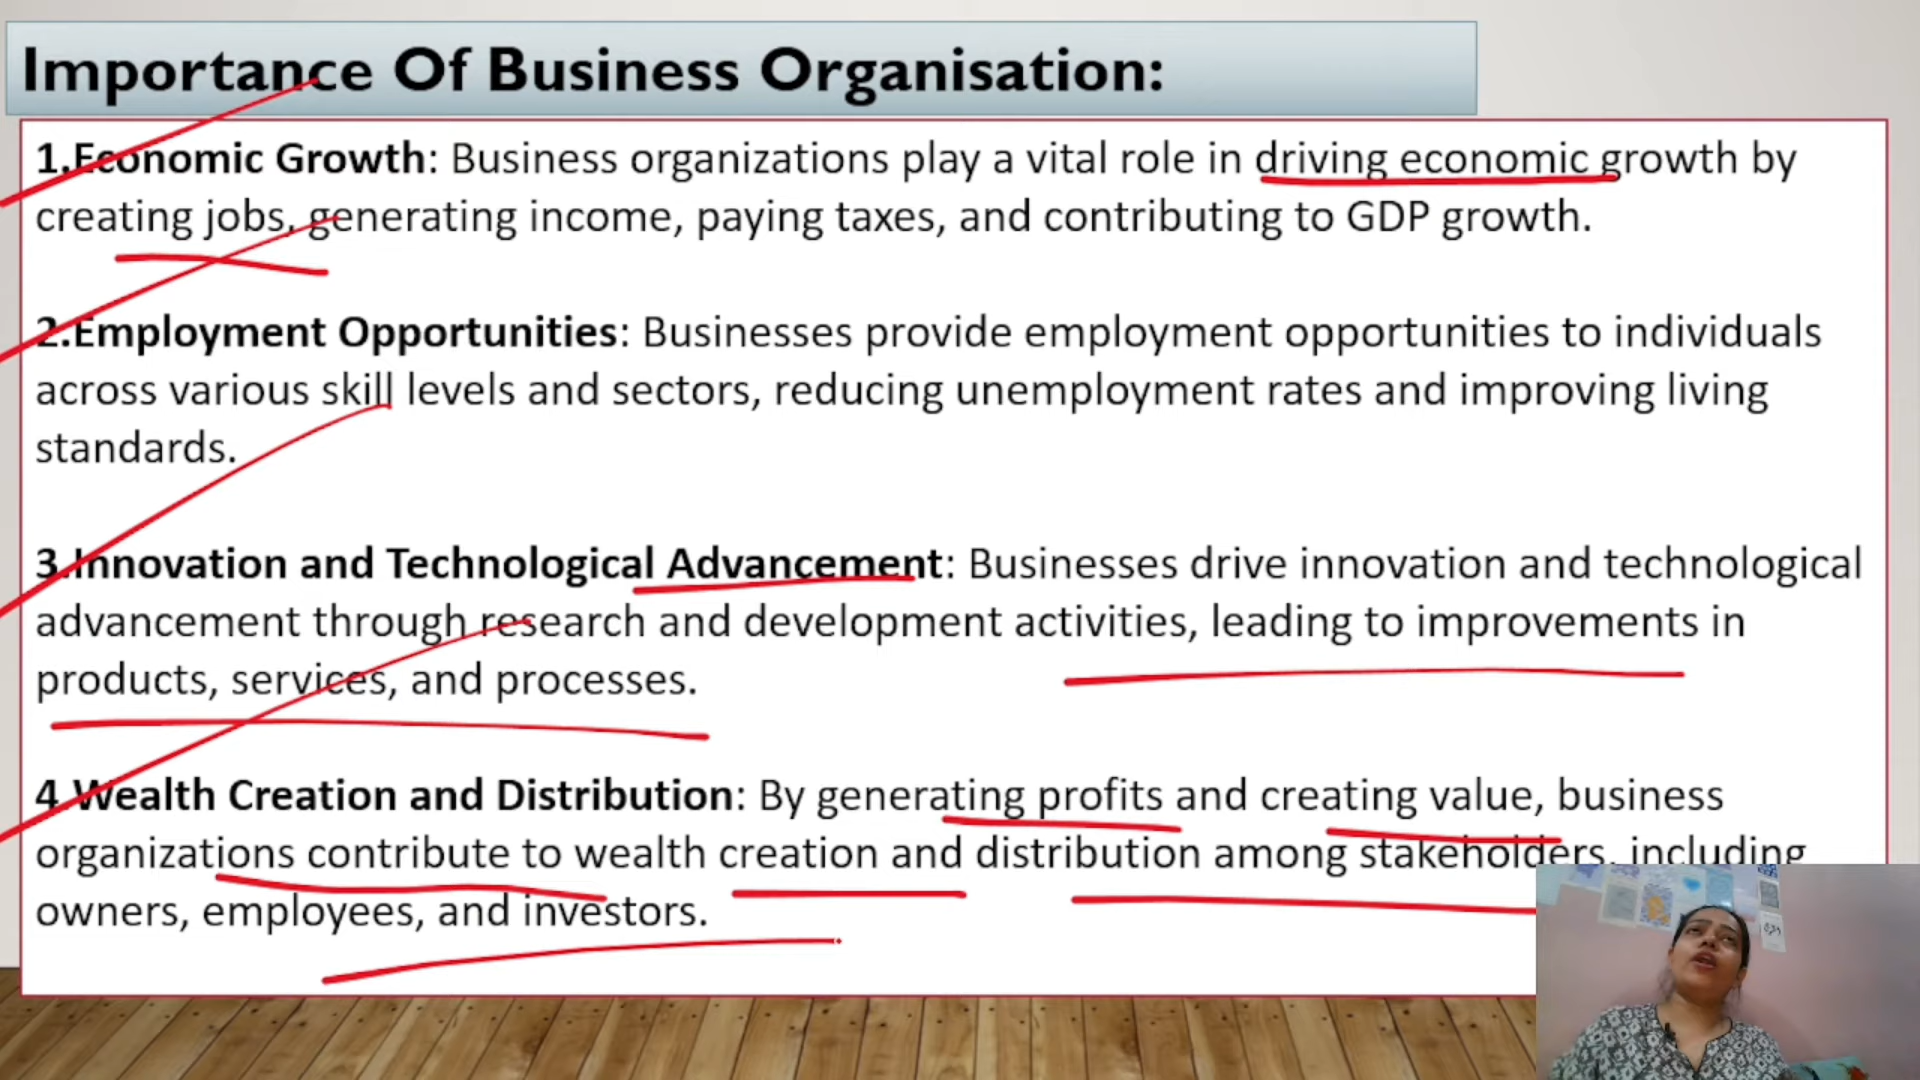 Importance Of Business Organisation:
1.Economic Growth: Business organizations play a vital role in driving economic growth by
creating jobs, generating income, paying taxes, and contributing to GDP growth.
2.Employment Opportunities: Businesses provide employment opportunities to individuals
across various skill levels and sectors, reducing unemployment rates and improving living
standards.
3.Innovation and Technological Advancement: Businesses drive innovation and technological
advancement through research and development activities, leading to improvements in
products, services, and processes.
4.Wealth Creation and Distribution: By generating profits and creating value, business
organizations contribute to wealth creation and distribution among stakeholders, including
owners, employees, and investors.